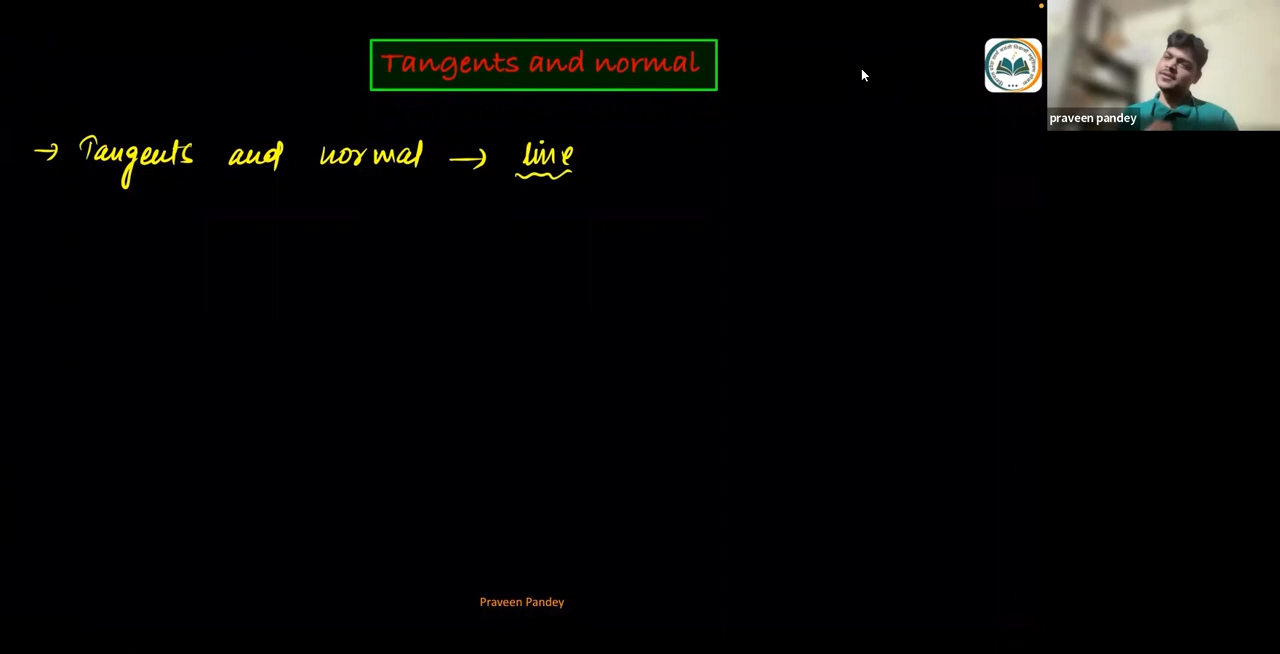 Tangents and normal
praveen pandey
→ Tangents and normal → line
Praveen Pandey